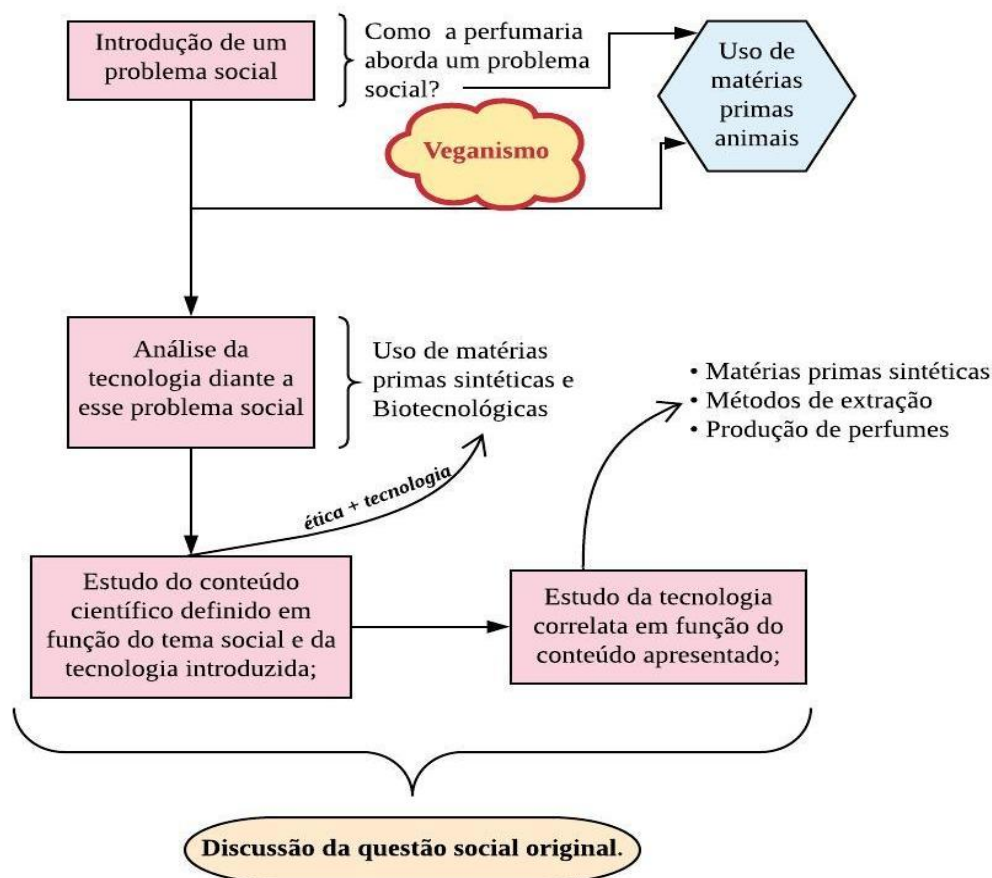 Introdução de um
problema social
Como a perfumaria
aborda um problema
social?
Uso de
matérias
primas
animais
Veganismo
Análise da
tecnologia diante a
esse problema social
Uso de matérias
primas sintéticas e
Biotecnológicas
• Matérias primas sintéticas
• Métodos de extração
• Produção de perfumes
ética + tecnologia
Estudo do conteúdo
científico definido em
função do tema social e da
tecnologia introduzida;
Estudo da tecnologia
correlata em função do
conteúdo apresentado;
Discussão da questão social original.